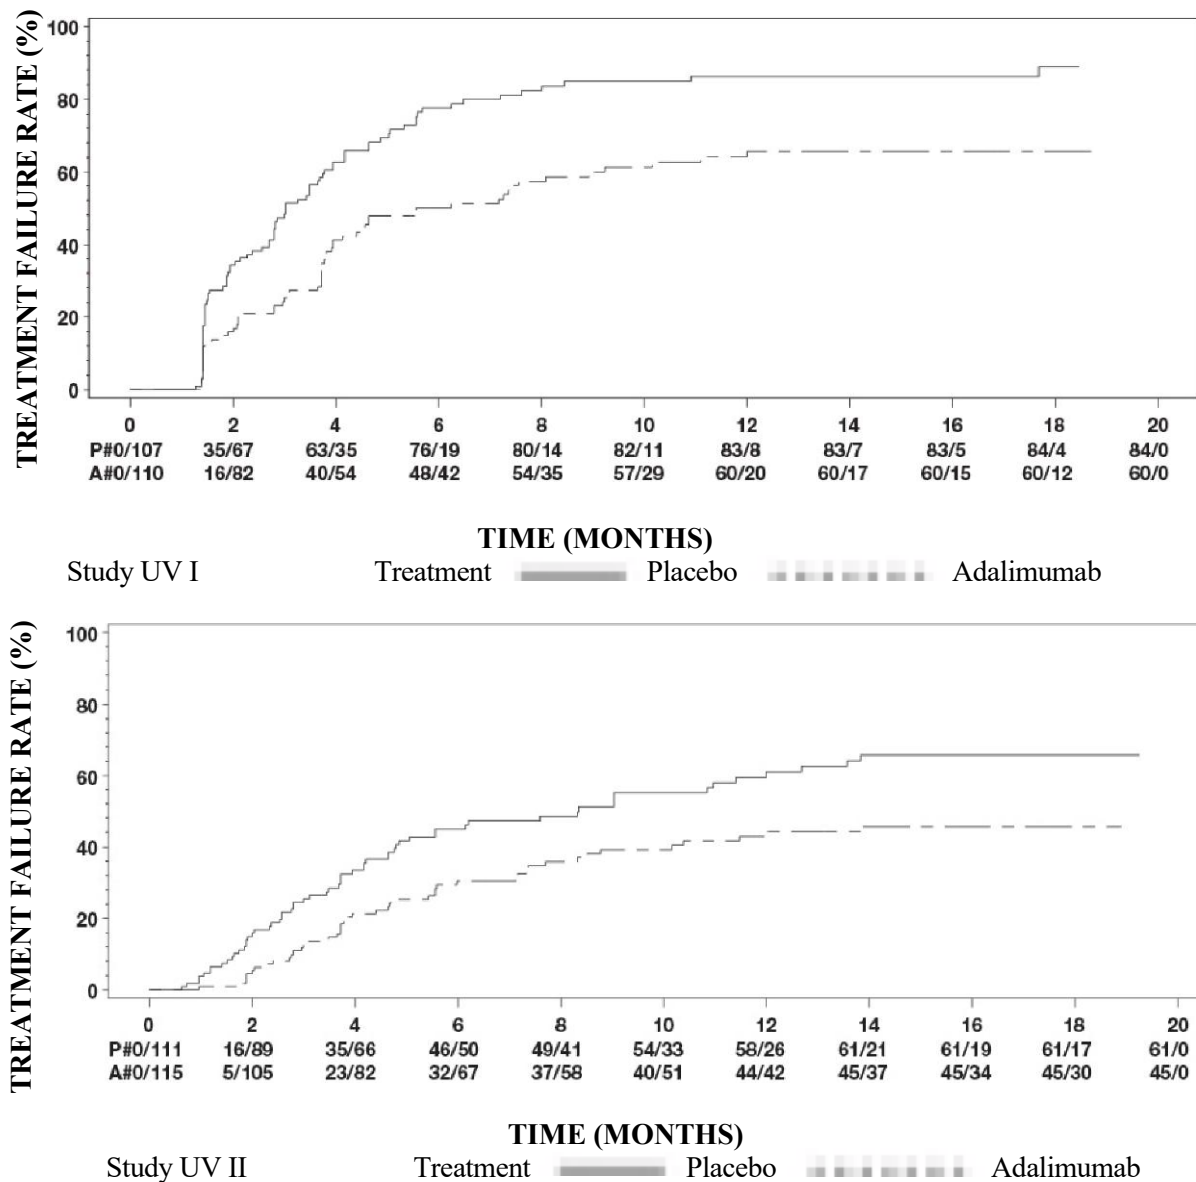 TREATMENT FAILURE RATE (%)
100
80
60
40
20
0
0 2 4 6 8 10 12 14 16 18 20
P#0/107 35/67 63/35 76/19 80/14 82/11 83/8 83/7 83/5 84/4 84/0
A#0/110 16/82 40/54 48/42 54/35 57/29 60/20 60/17 60/15 60/12 60/0
TIME (MONTHS)
Study UV I Treatment Placebo Adalimumab
TREATMENT FAILURE RATE (%)
100
80
60
40
20
0
0 2 4 6 8 10 12 14 16 18 20
P#0/111 16/89 35/66 46/50 49/41 54/33 58/26 61/21 61/19 61/17 61/0
A#0/115 5/105 23/82 32/67 37/58 40/51 44/42 45/37 45/34 45/30 45/0
TIME (MONTHS)
Study UV II Treatment Placebo Adalimumab